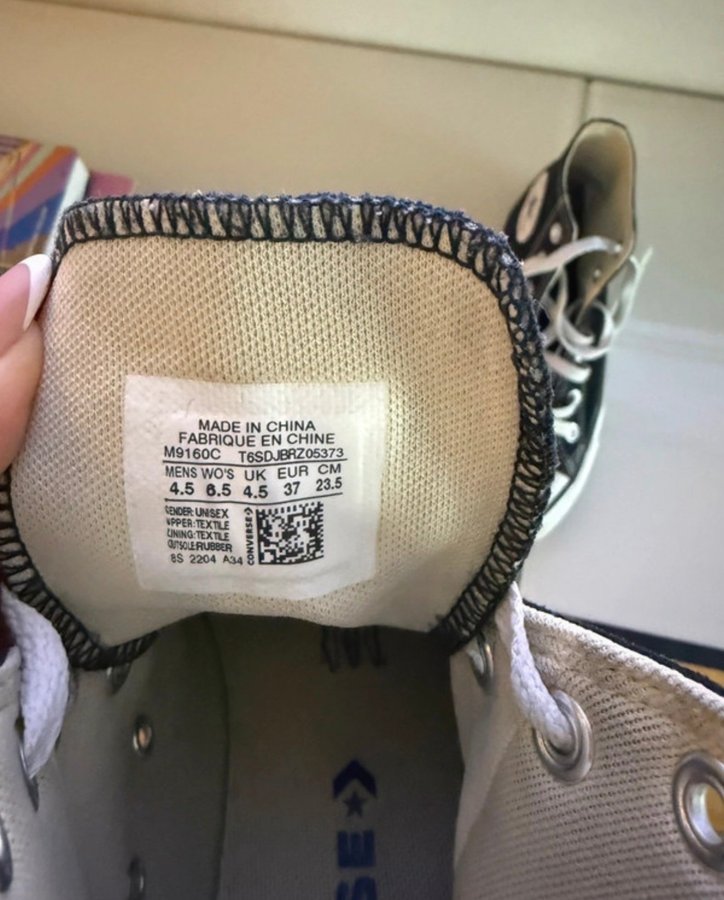 MADE IN CHINA
FABRIQUE EN CHINE
M9160C T6SDJBRZ05373
MENS WO'S UK EUR CM
4.5 6.5 4.5 37 23.5
GENDER: UNISEX
UPPER: TEXTILE
LINING: TEXTILE
OUTSOLE: RUBBER
8S 2204 A34
CONVERSE
SE